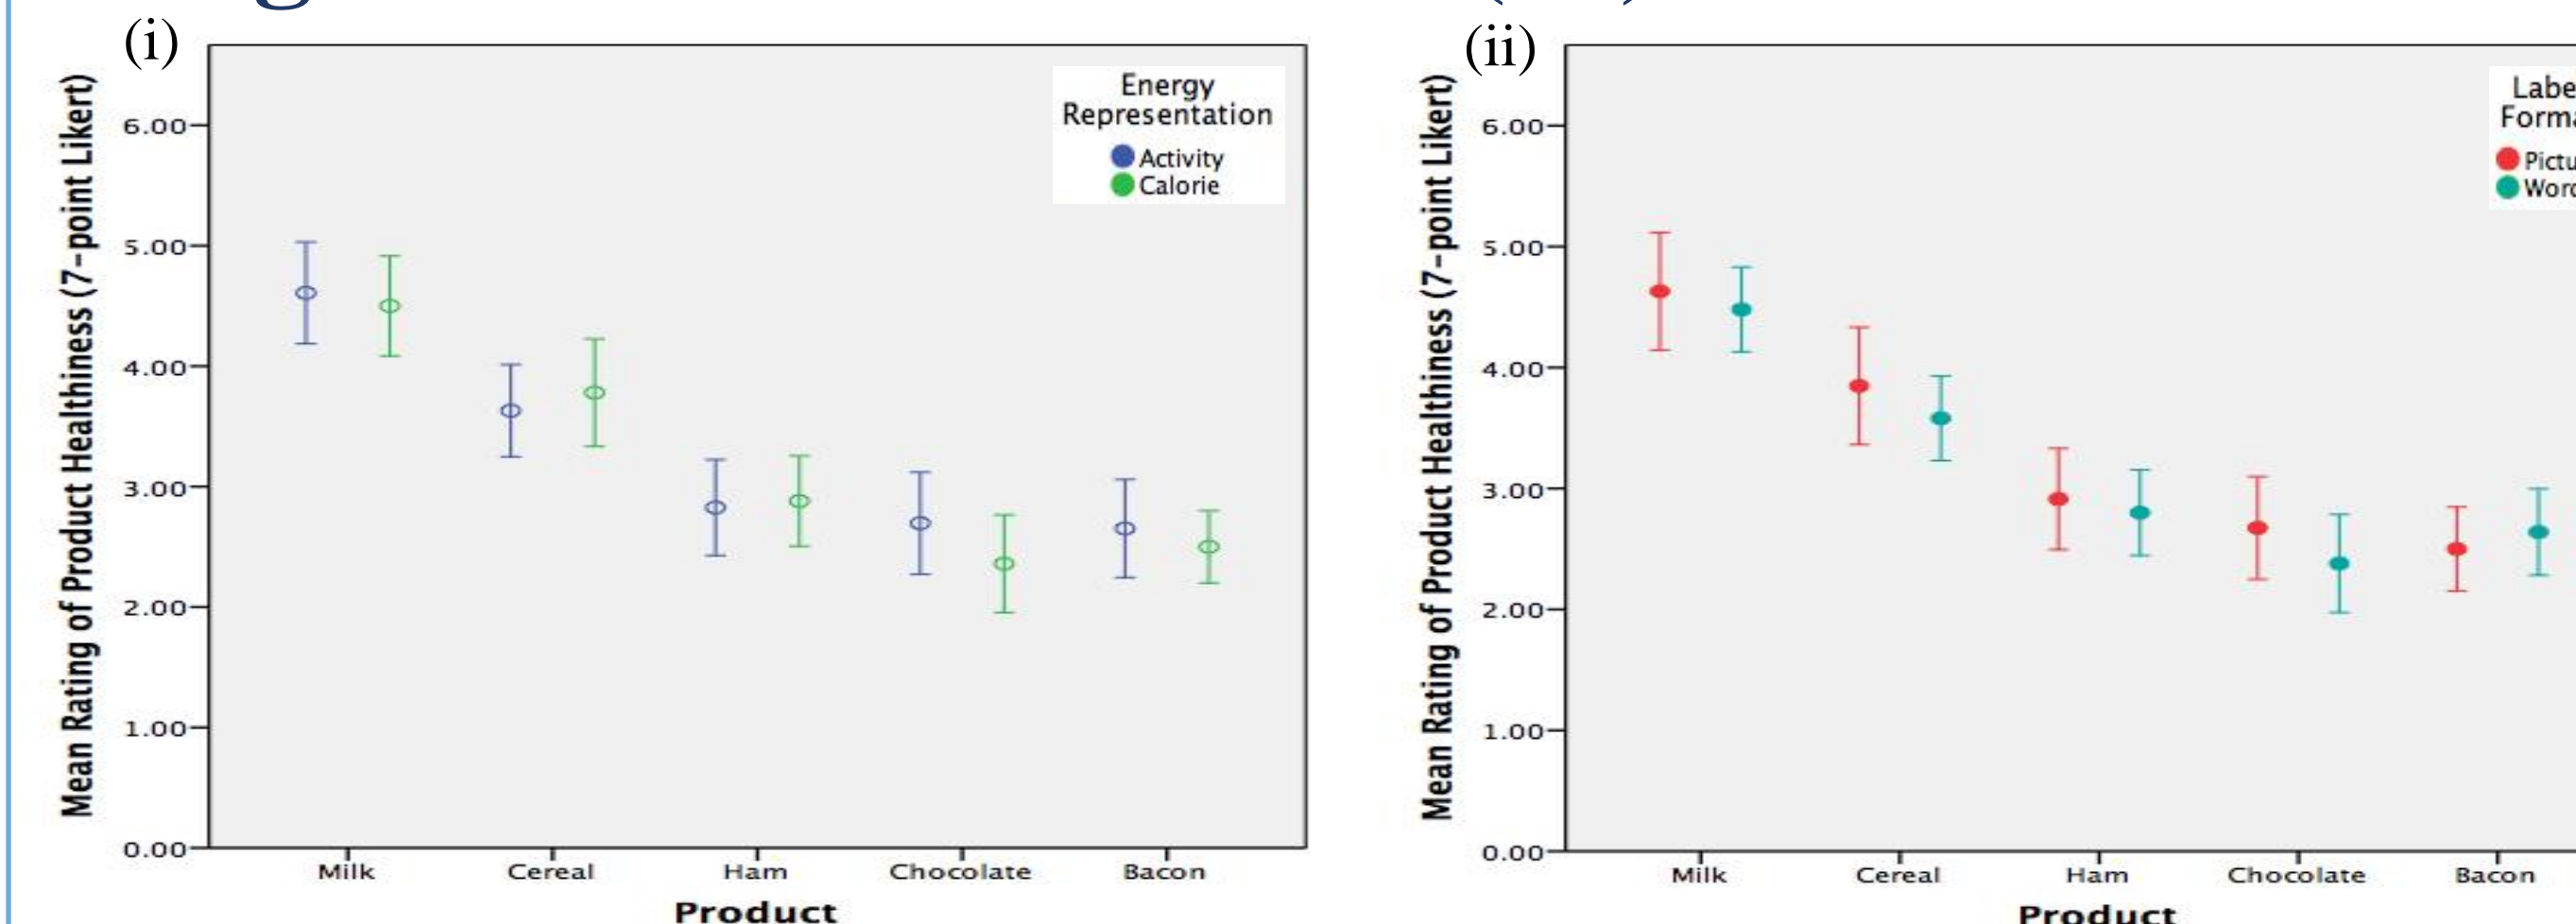 (i)
Mean Rating of Product Healthiness (7-point Likert)
6.00
5.00
4.00
3.00
2.00
1.00
0.00
Energy
Representation
Activity
Calorie
Milk Cereal Ham Chocolate Bacon
Product
(ii)
Mean Rating of Product Healthiness (7-point Likert)
6.00
5.00
4.00
3.00
2.00
1.00
0.00
Milk Cereal Ham Chocolate Bacon
Product